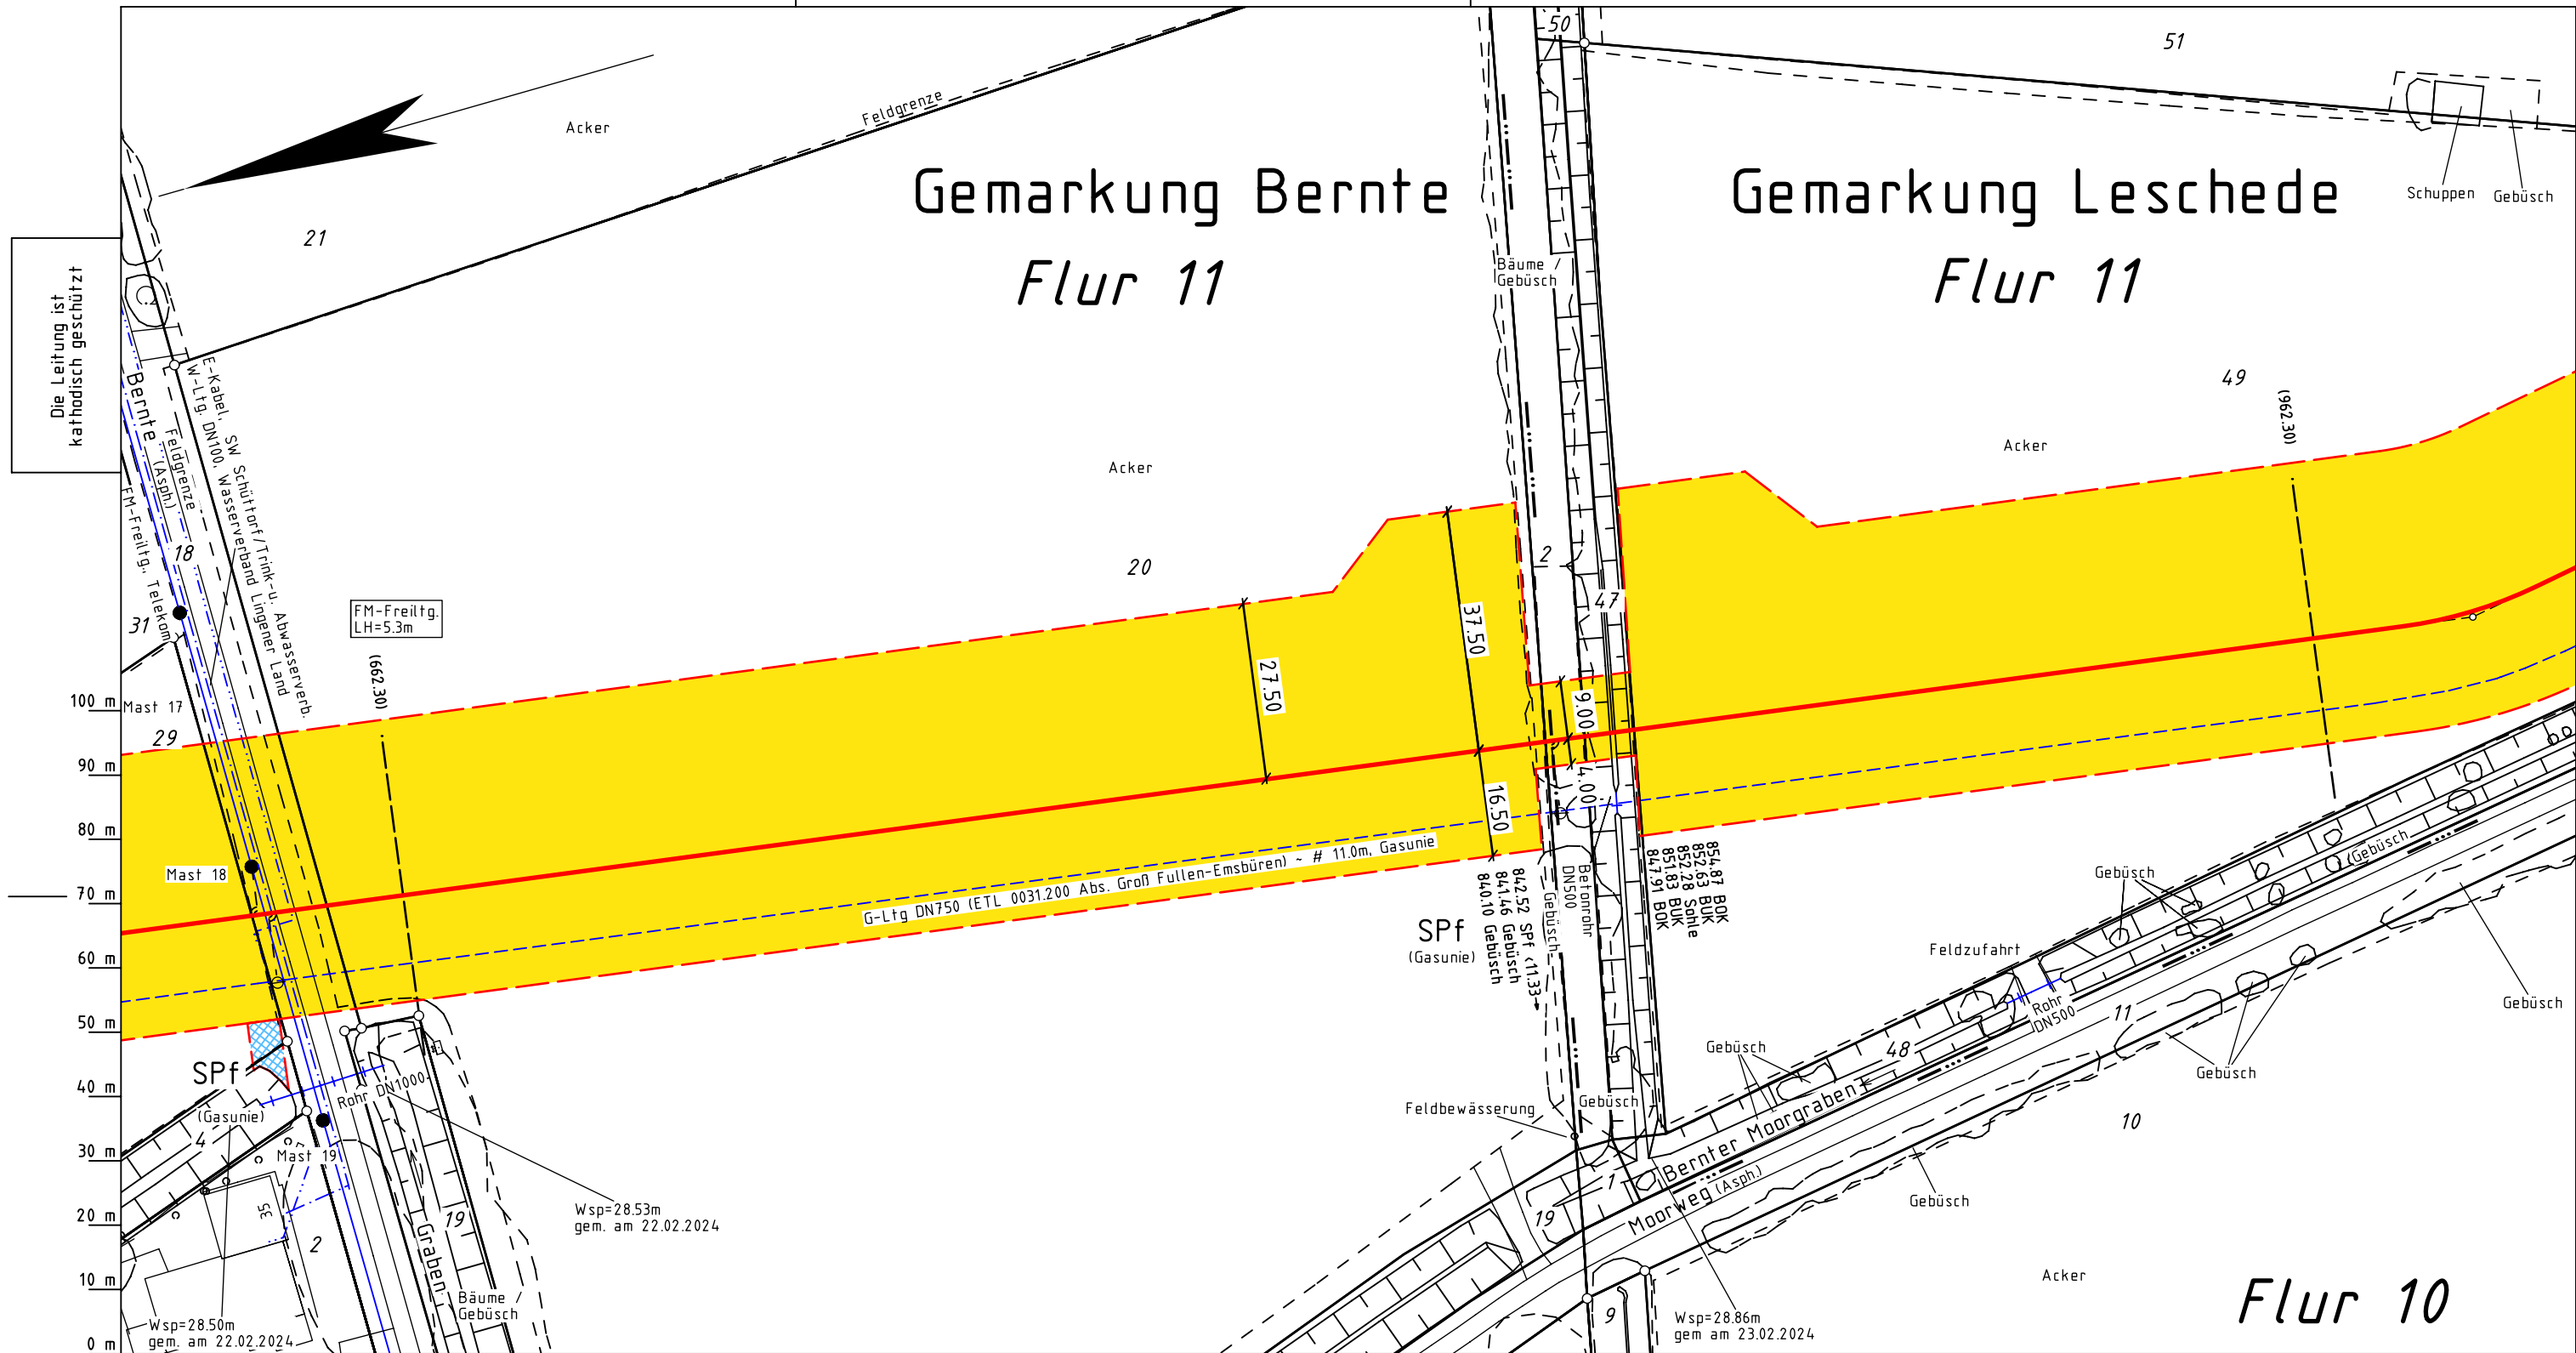 50
51
Feldgrenze
Acker
Gemarkung Bernte
Flur 11
Gemarkung Leschede
Flur 11
Schuppen
Gebüsch
21
Die Leitung ist
kathodisch geschützt
Bäume /
Gebüsch
E-Kabel, SW Schüttorf/Trink-u. Abwasserverb.
W-Ltg. DN100, Wasserverband Lingener Land
Bernte (Asph.)
Feldgrenze
FM-Freiltg., Telekom
49
(962.30)
Acker
Acker
20
2
47
18
31
FM-Freiltg.
LH=5.3m
(662.30)
27.50
37.50
9.00
4.00
16.50
100 m
90 m
80 m
70 m
60 m
50 m
40 m
30 m
20 m
10 m
0 m
Mast 17
29
Mast 18
G-Ltg DN750 (ETL 0031.200 Abs. Groß Fullen-Emsbüren) ~ # 11.0m, Gasunie
SPf
(Gasunie)
842.52 SPf <11.33→
841.46 Gebüsch
840.10 Gebüsch
Gebüsch
Betonrohr
DN500
854.87 BOK
852.63 BUK
852.28 Sohle
851.83 BUK
847.91 BOK
Gebüsch
(Gebüsch)
Feldzufahrt
Rohr
DN500
11
Gebüsch
Gebüsch
48
Gebüsch
10
SPf
(Gasunie)
4
Rohr DN1000
Mast 19
35
2
Graben
19
Bäume /
Gebüsch
Wsp=28.53m
gem. am 22.02.2024
Wsp=28.50m
gem. am 22.02.2024
Feldbewässerung
Gebüsch
Bernter Moorgraben
Moorweg (Asph.)
1
19
Gebüsch
9
Wsp=28.86m
gem am 23.02.2024
Acker
Flur 10